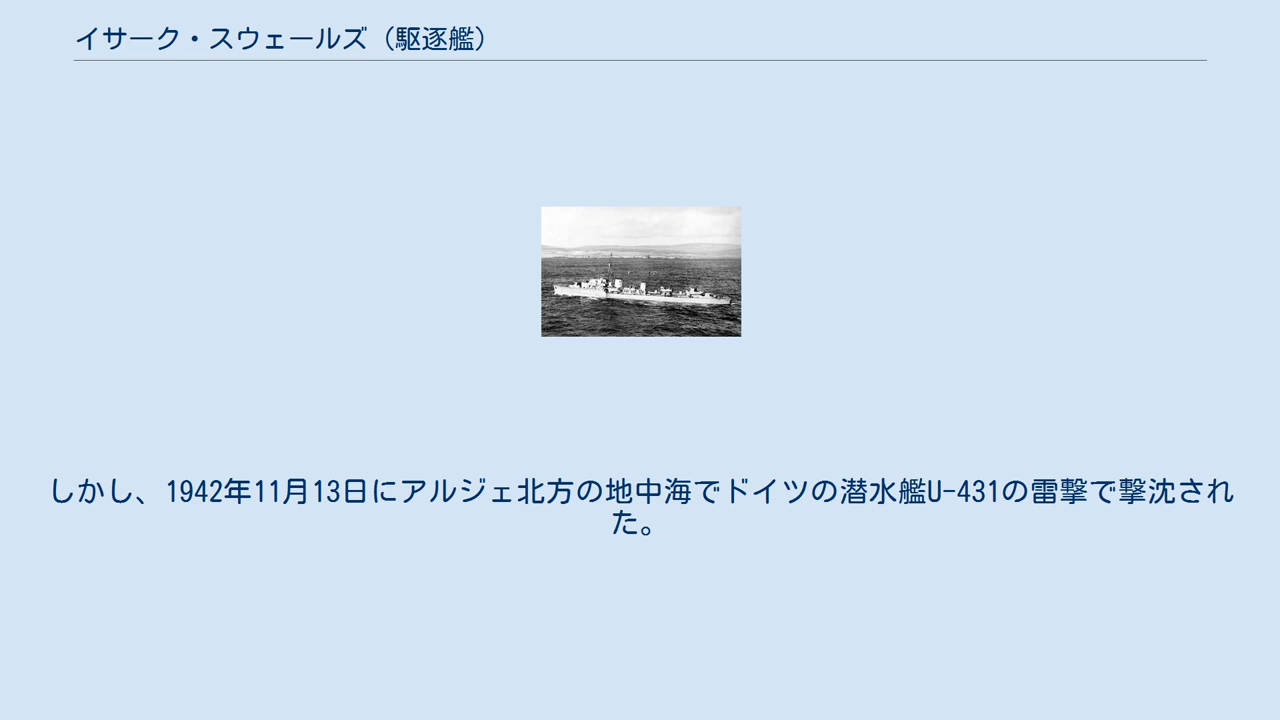 イサーク・スウェールズ（駆逐艦）
しかし、1942年11月13日にアルジェ北方の地中海でドイツの潜水艦U-431の雷撃で撃沈され
た。